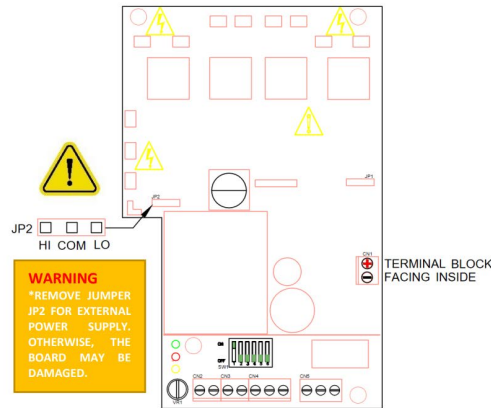 JP2
JP1
JP2
HI COM LO
CN1
TERMINAL BLOCK
FACING INSIDE
WARNING
*REMOVE JUMPER
JP2 FOR EXTERNAL
POWER SUPPLY.
OTHERWISE, THE
BOARD MAY BE
DAMAGED.
ON
OFF
SW1
CN2 CN3 CN4 CN5
VR1